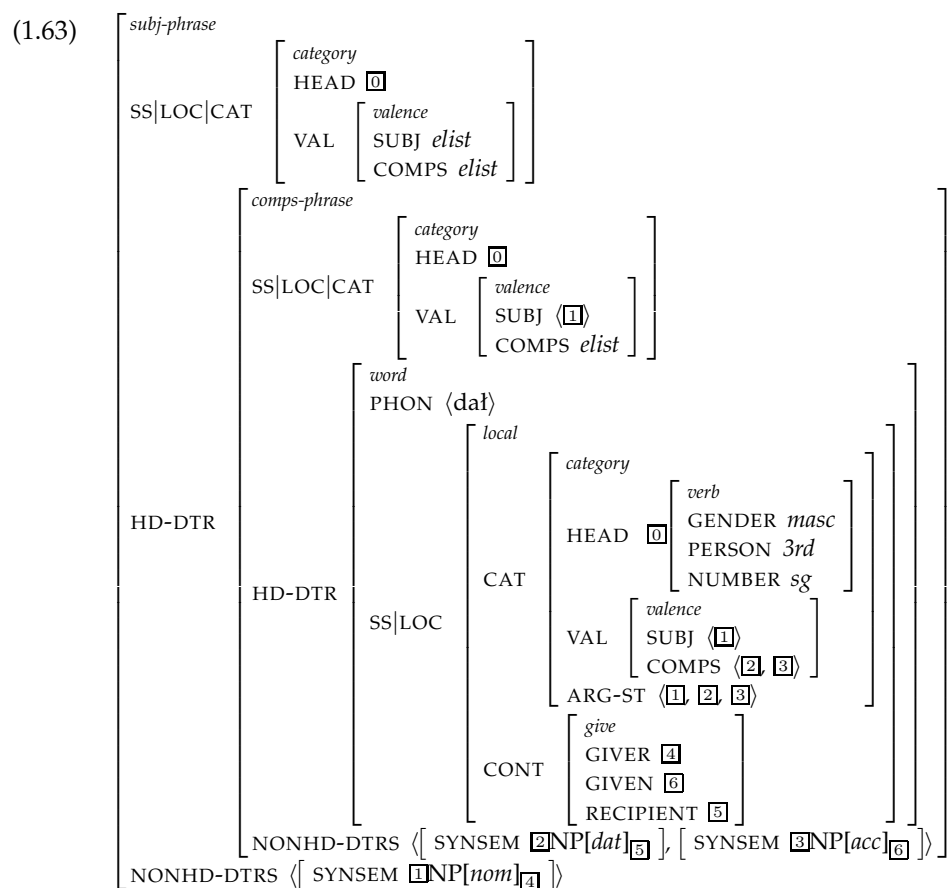 (1.63)
subj-phrase
SS|LOC|CAT
category
HEAD 0
VAL
valence
SUBJ elist
COMPS elist
HD-DTR
comps-phrase
SS|LOC|CAT
category
HEAD 0
VAL
valence
SUBJ ⟨1⟩
COMPS elist
HD-DTR
word
PHON ⟨dał⟩
SS|LOC
local
CAT
category
HEAD 0
verb
GENDER masc
PERSON 3rd
NUMBER sg
VAL
valence
SUBJ ⟨1⟩
COMPS ⟨2, 3⟩
ARG-ST ⟨1, 2, 3⟩
CONT
give
GIVER 4
GIVEN 6
RECIPIENT 5
NONHD-DTRS ⟨[ SYNSEM 2NP[dat]5 ], [ SYNSEM 3NP[acc]6 ]⟩
NONHD-DTRS ⟨[ SYNSEM 1NP[nom]4 ]⟩